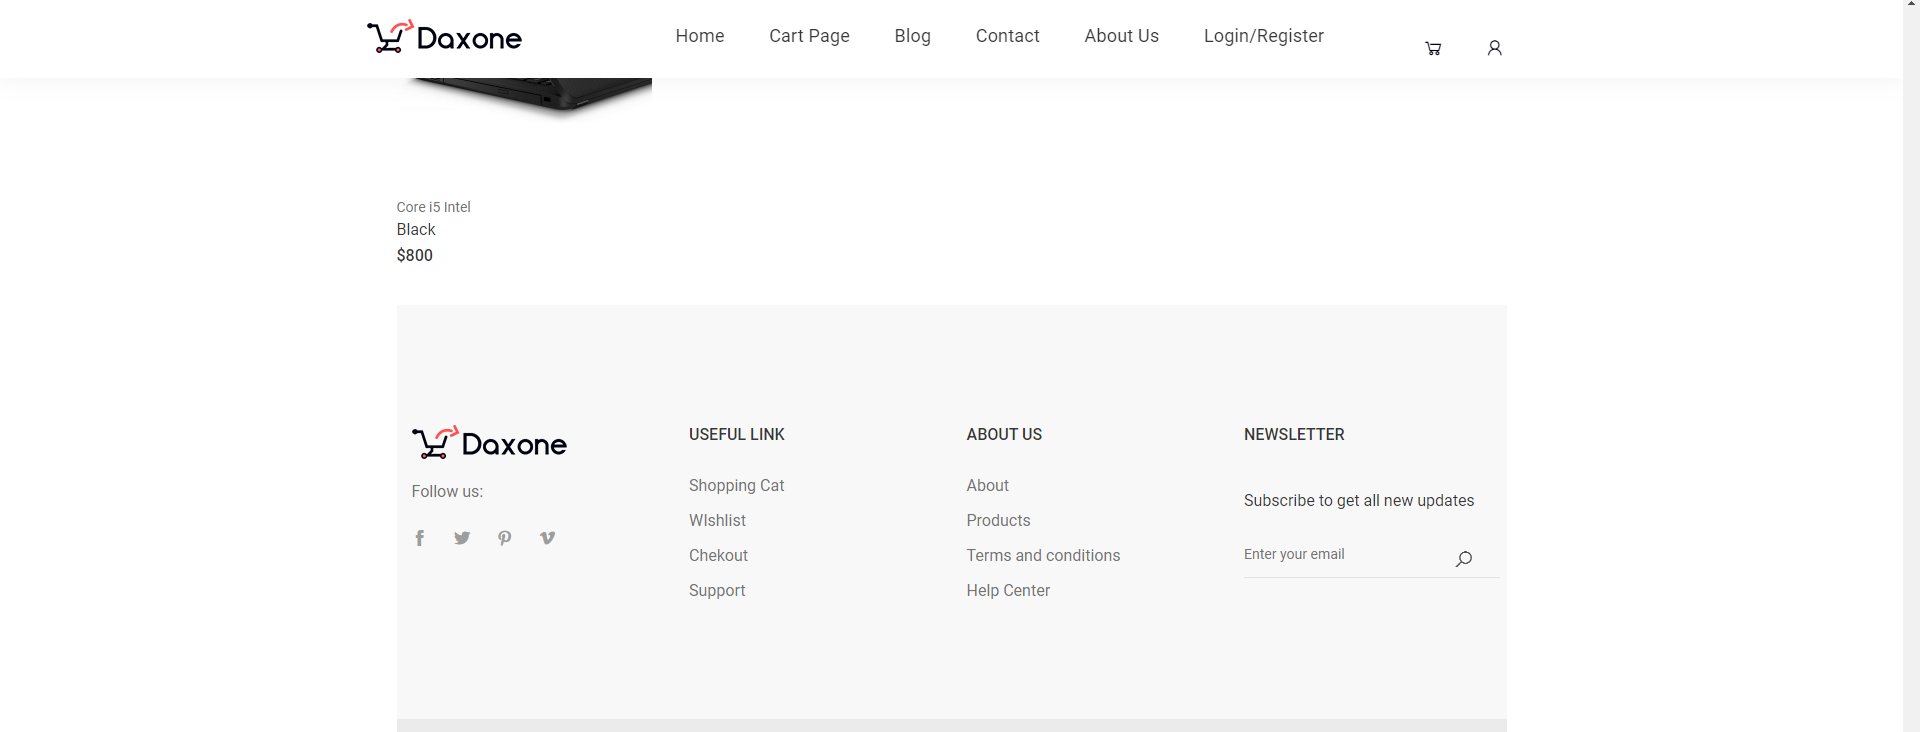 Daxone
Home Cart Page Blog Contact About Us Login/Register
Core i5 Intel
Black
$800
Daxone
Follow us:
USEFUL LINK
Shopping Cat
WIshlist
Chekout
Support
ABOUT US
About
Products
Terms and conditions
Help Center
NEWSLETTER
Subscribe to get all new updates
Enter your email